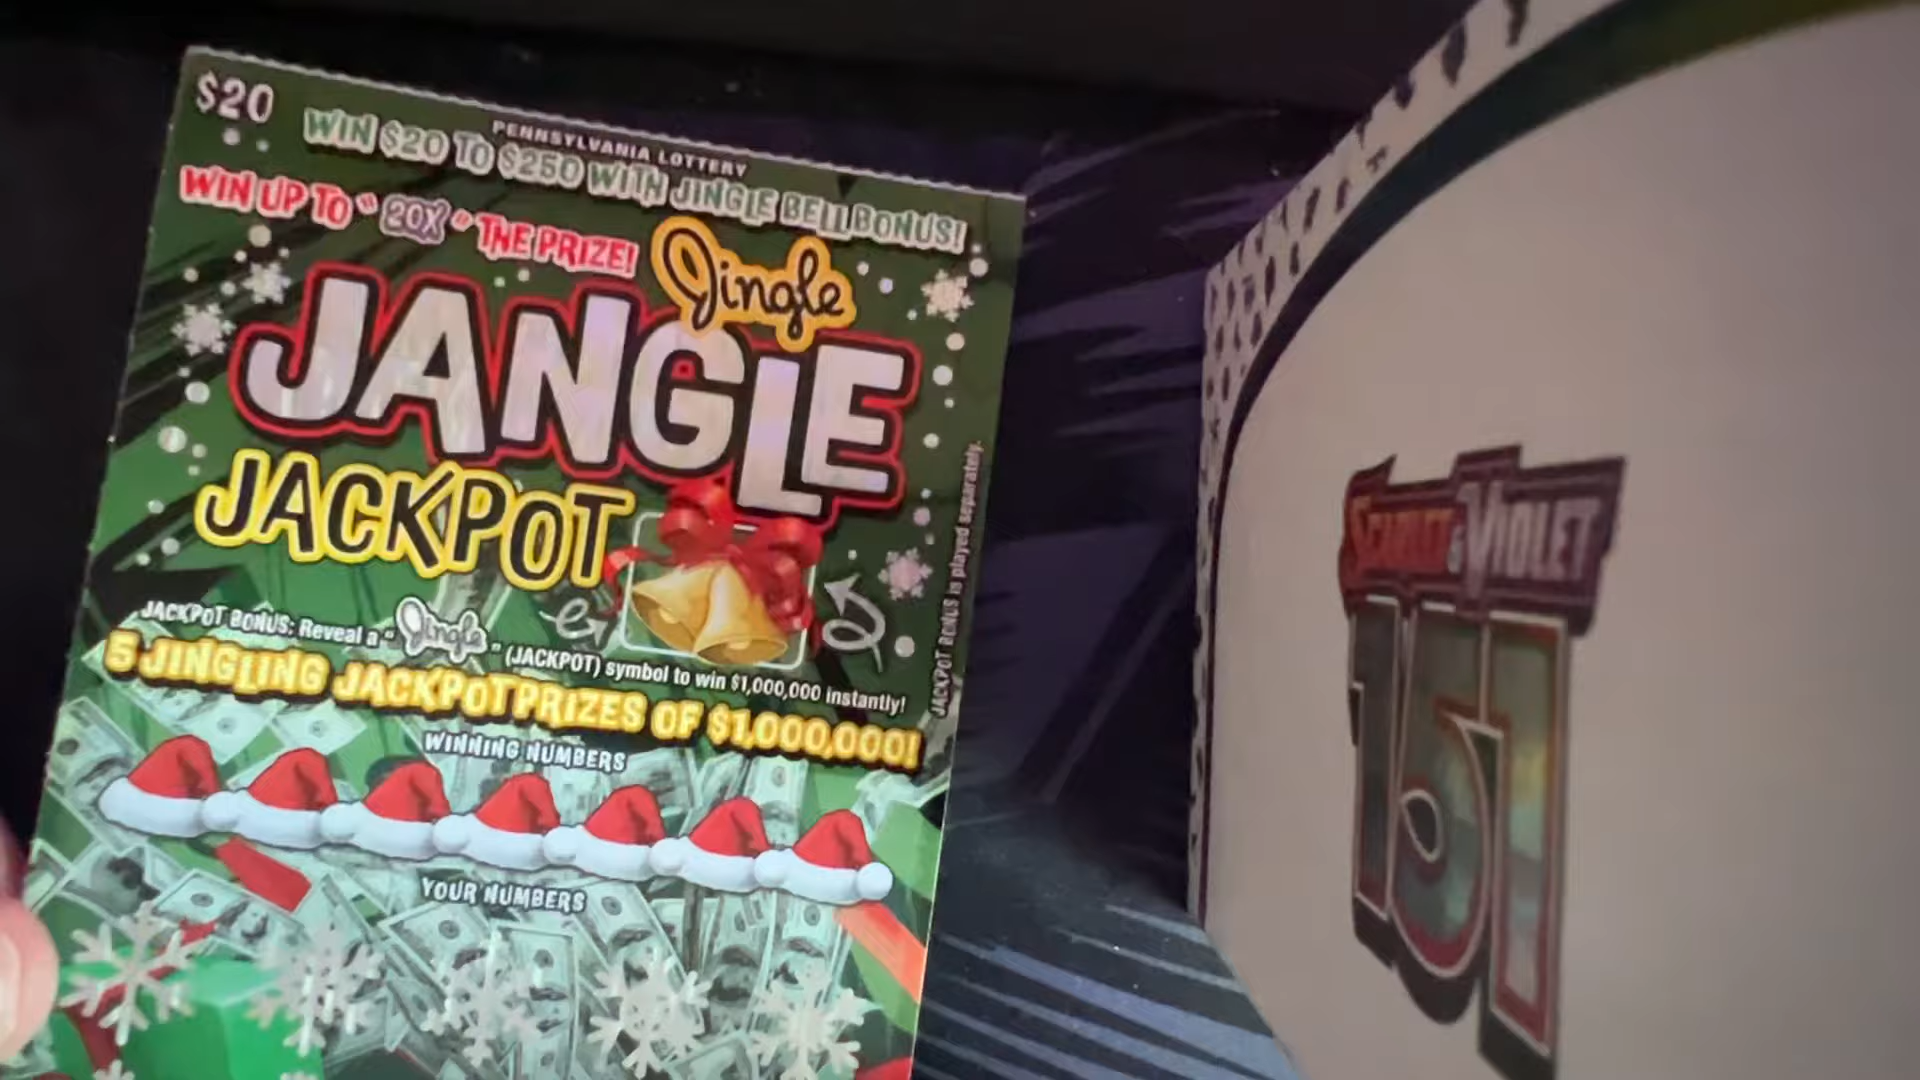 $20
PENNSYLVANIA LOTTERY
WIN $20 TO $250 WITH JINGLE BELL BONUS!
WIN UP TO "20X" THE PRIZE!
Jingle
JANGLE
JACKPOT
JACKPOT BONUS: Reveal a "Jingle" (JACKPOT) symbol to win $1,000,000 instantly!
JACKPOT BONUS is played separately.
5 JINGLING JACKPOT PRIZES OF $1,000,000!
WINNING NUMBERS
YOUR NUMBERS
SCARLET & VIOLET
151